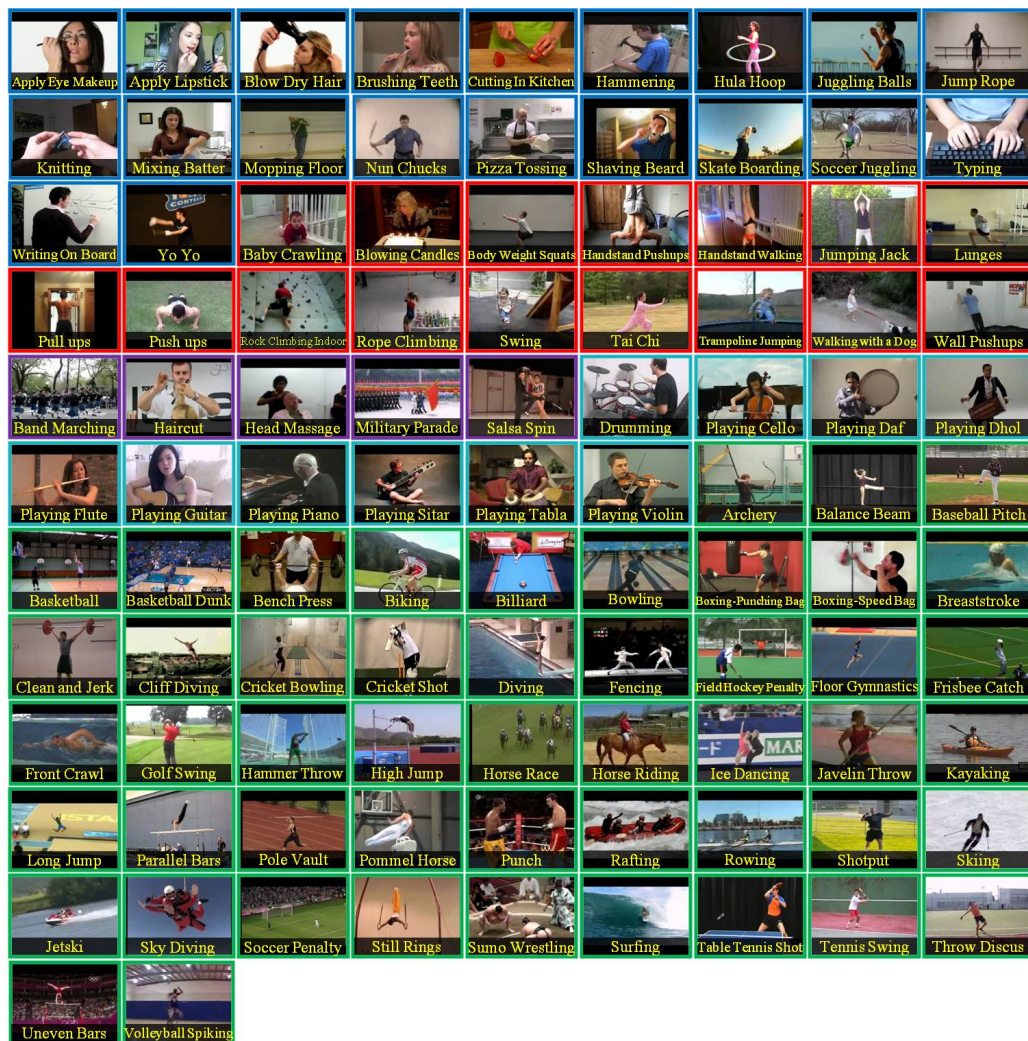 Apply Eye Makeup
Apply Lipstick
Blow Dry Hair
Brushing Teeth
Cutting In Kitchen
Hammering
Hula Hoop
Juggling Balls
Jump Rope
Knitting
Mixing Batter
Mopping Floor
Nun Chucks
Pizza Tossing
Shaving Beard
Skate Boarding
Soccer Juggling
Typing
CONTEST
Writing On Board
Yo Yo
Baby Crawling
Blowing Candles
Body Weight Squats
Handstand Pushups
Handstand Walking
Jumping Jack
Lunges
Pull ups
Push ups
Rock Climbing Indoor
Rope Climbing
Swing
Tai Chi
Trampoline Jumping
Walking with a Dog
Wall Pushups
Band Marching
Haircut
Head Massage
Military Parade
Salsa Spin
Drumming
Playing Cello
Playing Daf
Playing Dhol
Playing Flute
Playing Guitar
Playing Piano
Playing Sitar
Playing Tabla
Playing Violin
Archery
Balance Beam
Baseball Pitch
Basketball
Basketball Dunk
Bench Press
Biking
Billiard
Bowling
Boxing-Punching Bag
Boxing-Speed Bag
Breaststroke
Clean and Jerk
Cliff Diving
Cricket Bowling
Cricket Shot
Diving
Fencing
Field Hockey Penalty
Floor Gymnastics
Frisbee Catch
ード MAR
Front Crawl
Golf Swing
Hammer Throw
High Jump
Horse Race
Horse Riding
Ice Dancing
Javelin Throw
Kayaking
Long Jump
Parallel Bars
Pole Vault
Pommel Horse
Punch
Rafting
Rowing
Shotput
Skiing
Jetski
Sky Diving
Soccer Penalty
Still Rings
Sumo Wrestling
Surfing
Table Tennis Shot
Tennis Swing
Throw Discus
Uneven Bars
Volleyball Spiking